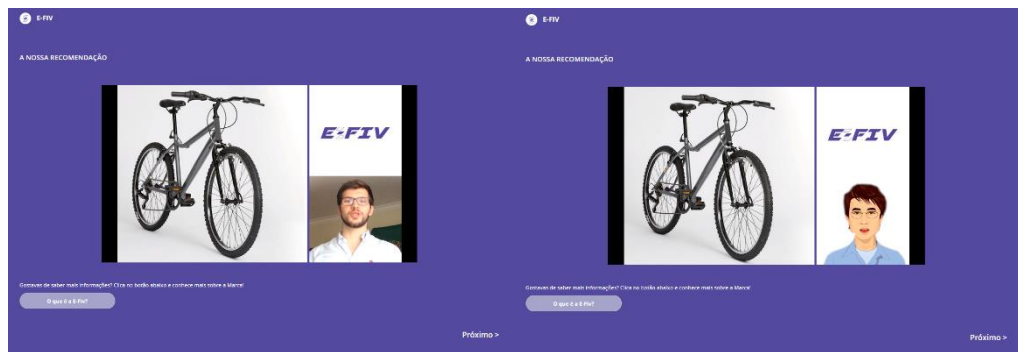 E-FIV
A NOSSA RECOMENDAÇÃO
E-FIV
Gostavas de saber mais informações? Clica no botão abaixo e conhece mais sobre a Marca!
O que é a E-Fiv?
Próximo >
E-FIV
A NOSSA RECOMENDAÇÃO
E-FIV
Gostavas de saber mais informações? Clica no botão abaixo e conhece mais sobre a Marca!
O que é a E-Fiv?
Próximo >